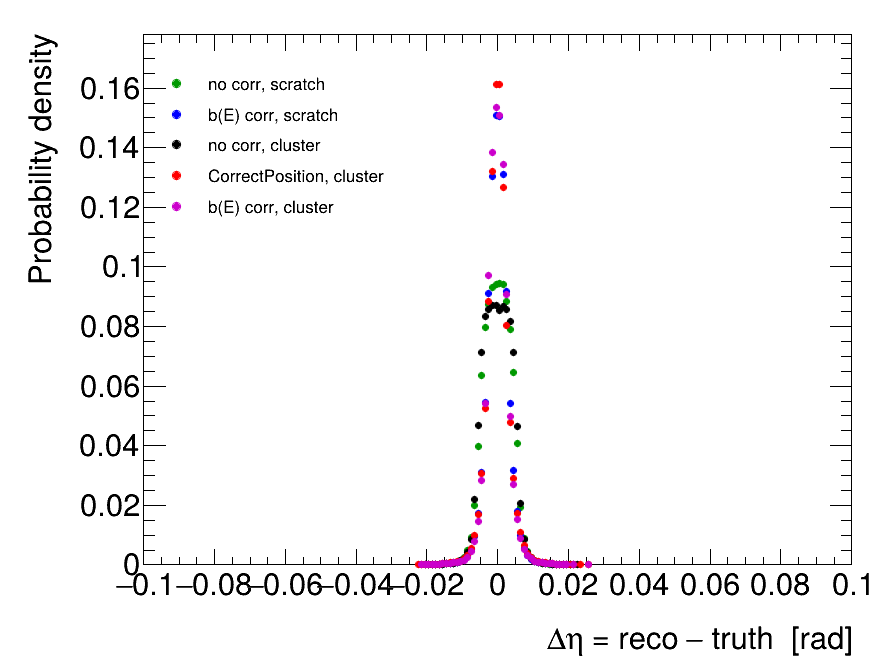 Probability density
0.16
0.14
0.12
0.1
0.08
0.06
0.04
0.02
0
no corr, scratch
b(E) corr, scratch
no corr, cluster
CorrectPosition, cluster
b(E) corr, cluster
−0.1 −0.08 −0.06 −0.04 −0.02 0 0.02 0.04 0.06 0.08 0.1
Δη = reco − truth [rad]